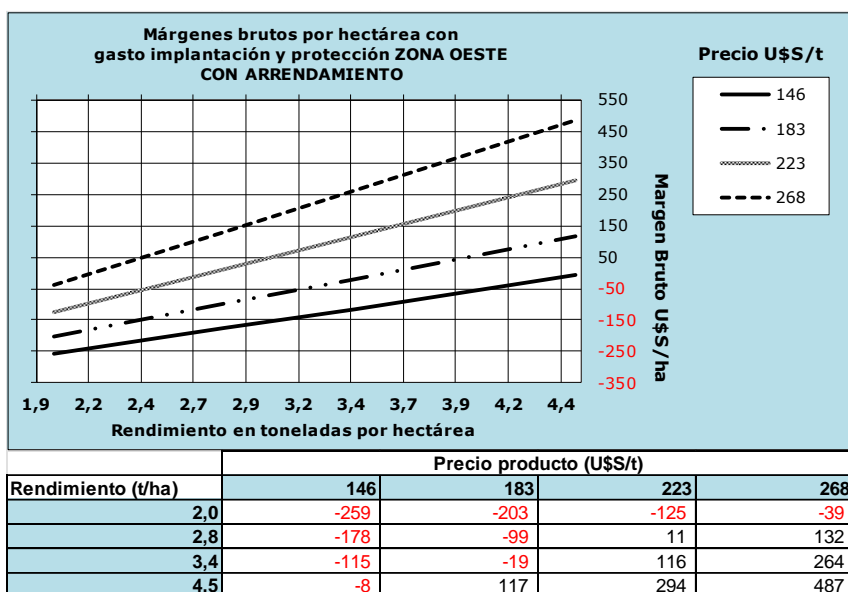 Márgenes brutos por hectárea con
gasto implantación y protección ZONA OESTE
CON ARRENDAMIENTO
Precio U$S/t
146
183
223
268
550
450
350
250
150
50
-50
-150
-250
-350
Margen Bruto U$S/ha
1,9 2,2 2,4 2,7 2,9 3,2 3,4 3,7 3,9 4,2 4,4
Rendimiento en toneladas por hectárea
Precio producto (U$S/t)
Rendimiento (t/ha) 146 183 223 268
2,0 -259 -203 -125 -39
2,8 -178 -99 11 132
3,4 -115 -19 116 264
4,5 -8 117 294 487